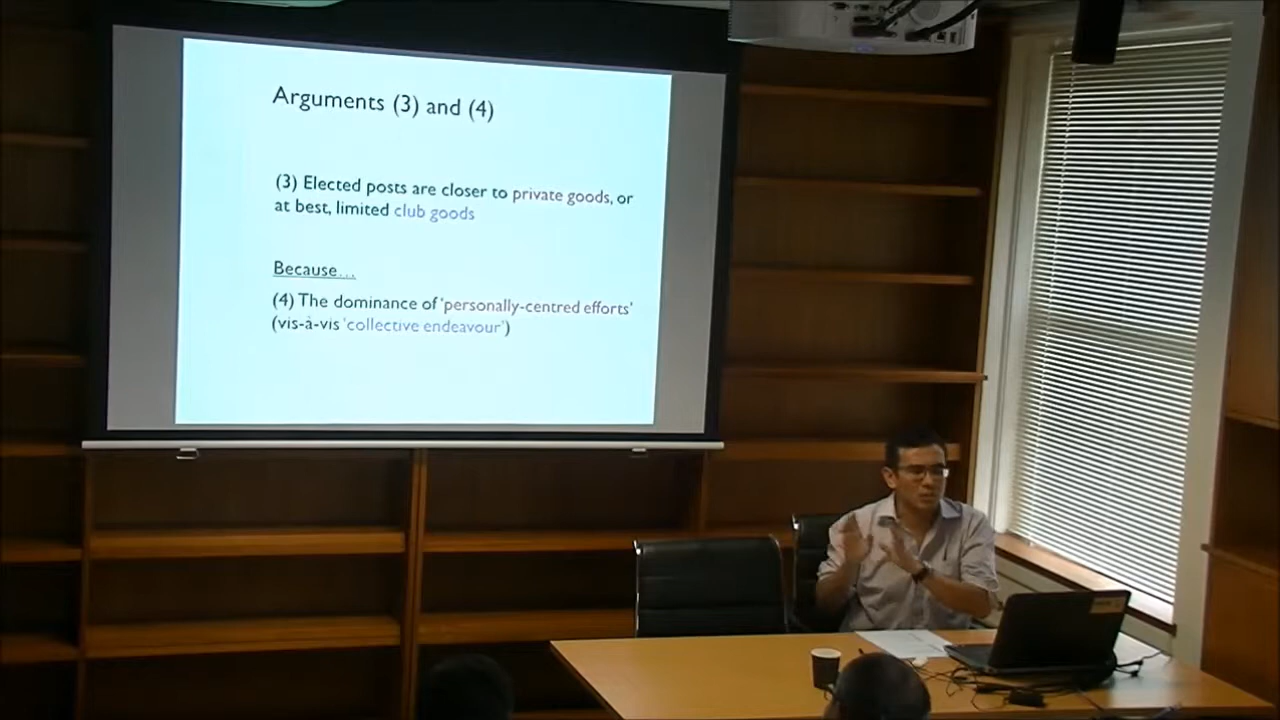 Arguments (3) and (4)
(3) Elected posts are closer to private goods, or
at best, limited club goods
Because…
(4) The dominance of 'personally-centred efforts'
(vis-à-vis 'collective endeavour')